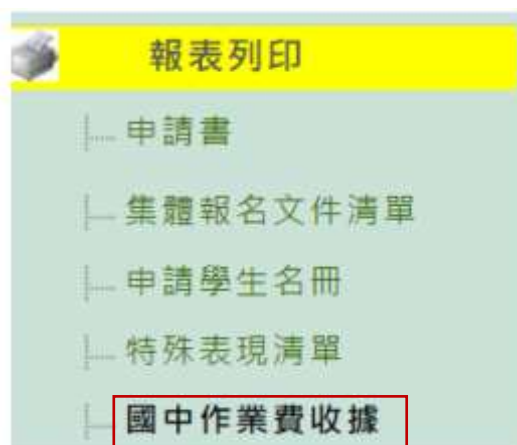 報表列印
申請書
集體報名文件清單
申請學生名冊
特殊表現清單
國中作業費收據